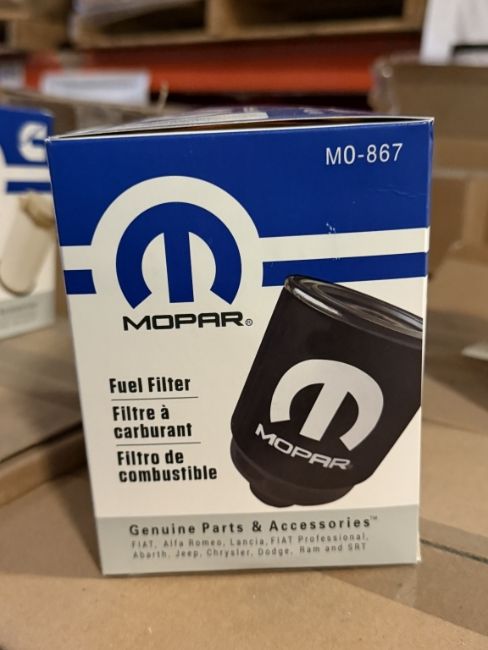 MO-867
MOPAR®
Fuel Filter
Filtre à
carburant
Filtro de
combustible
MOPAR
Genuine Parts & Accessories™
FIAT, Alfa Romeo, Lancia, FIAT Professional,
Abarth, Jeep, Chrysler, Dodge, Ram and SRT